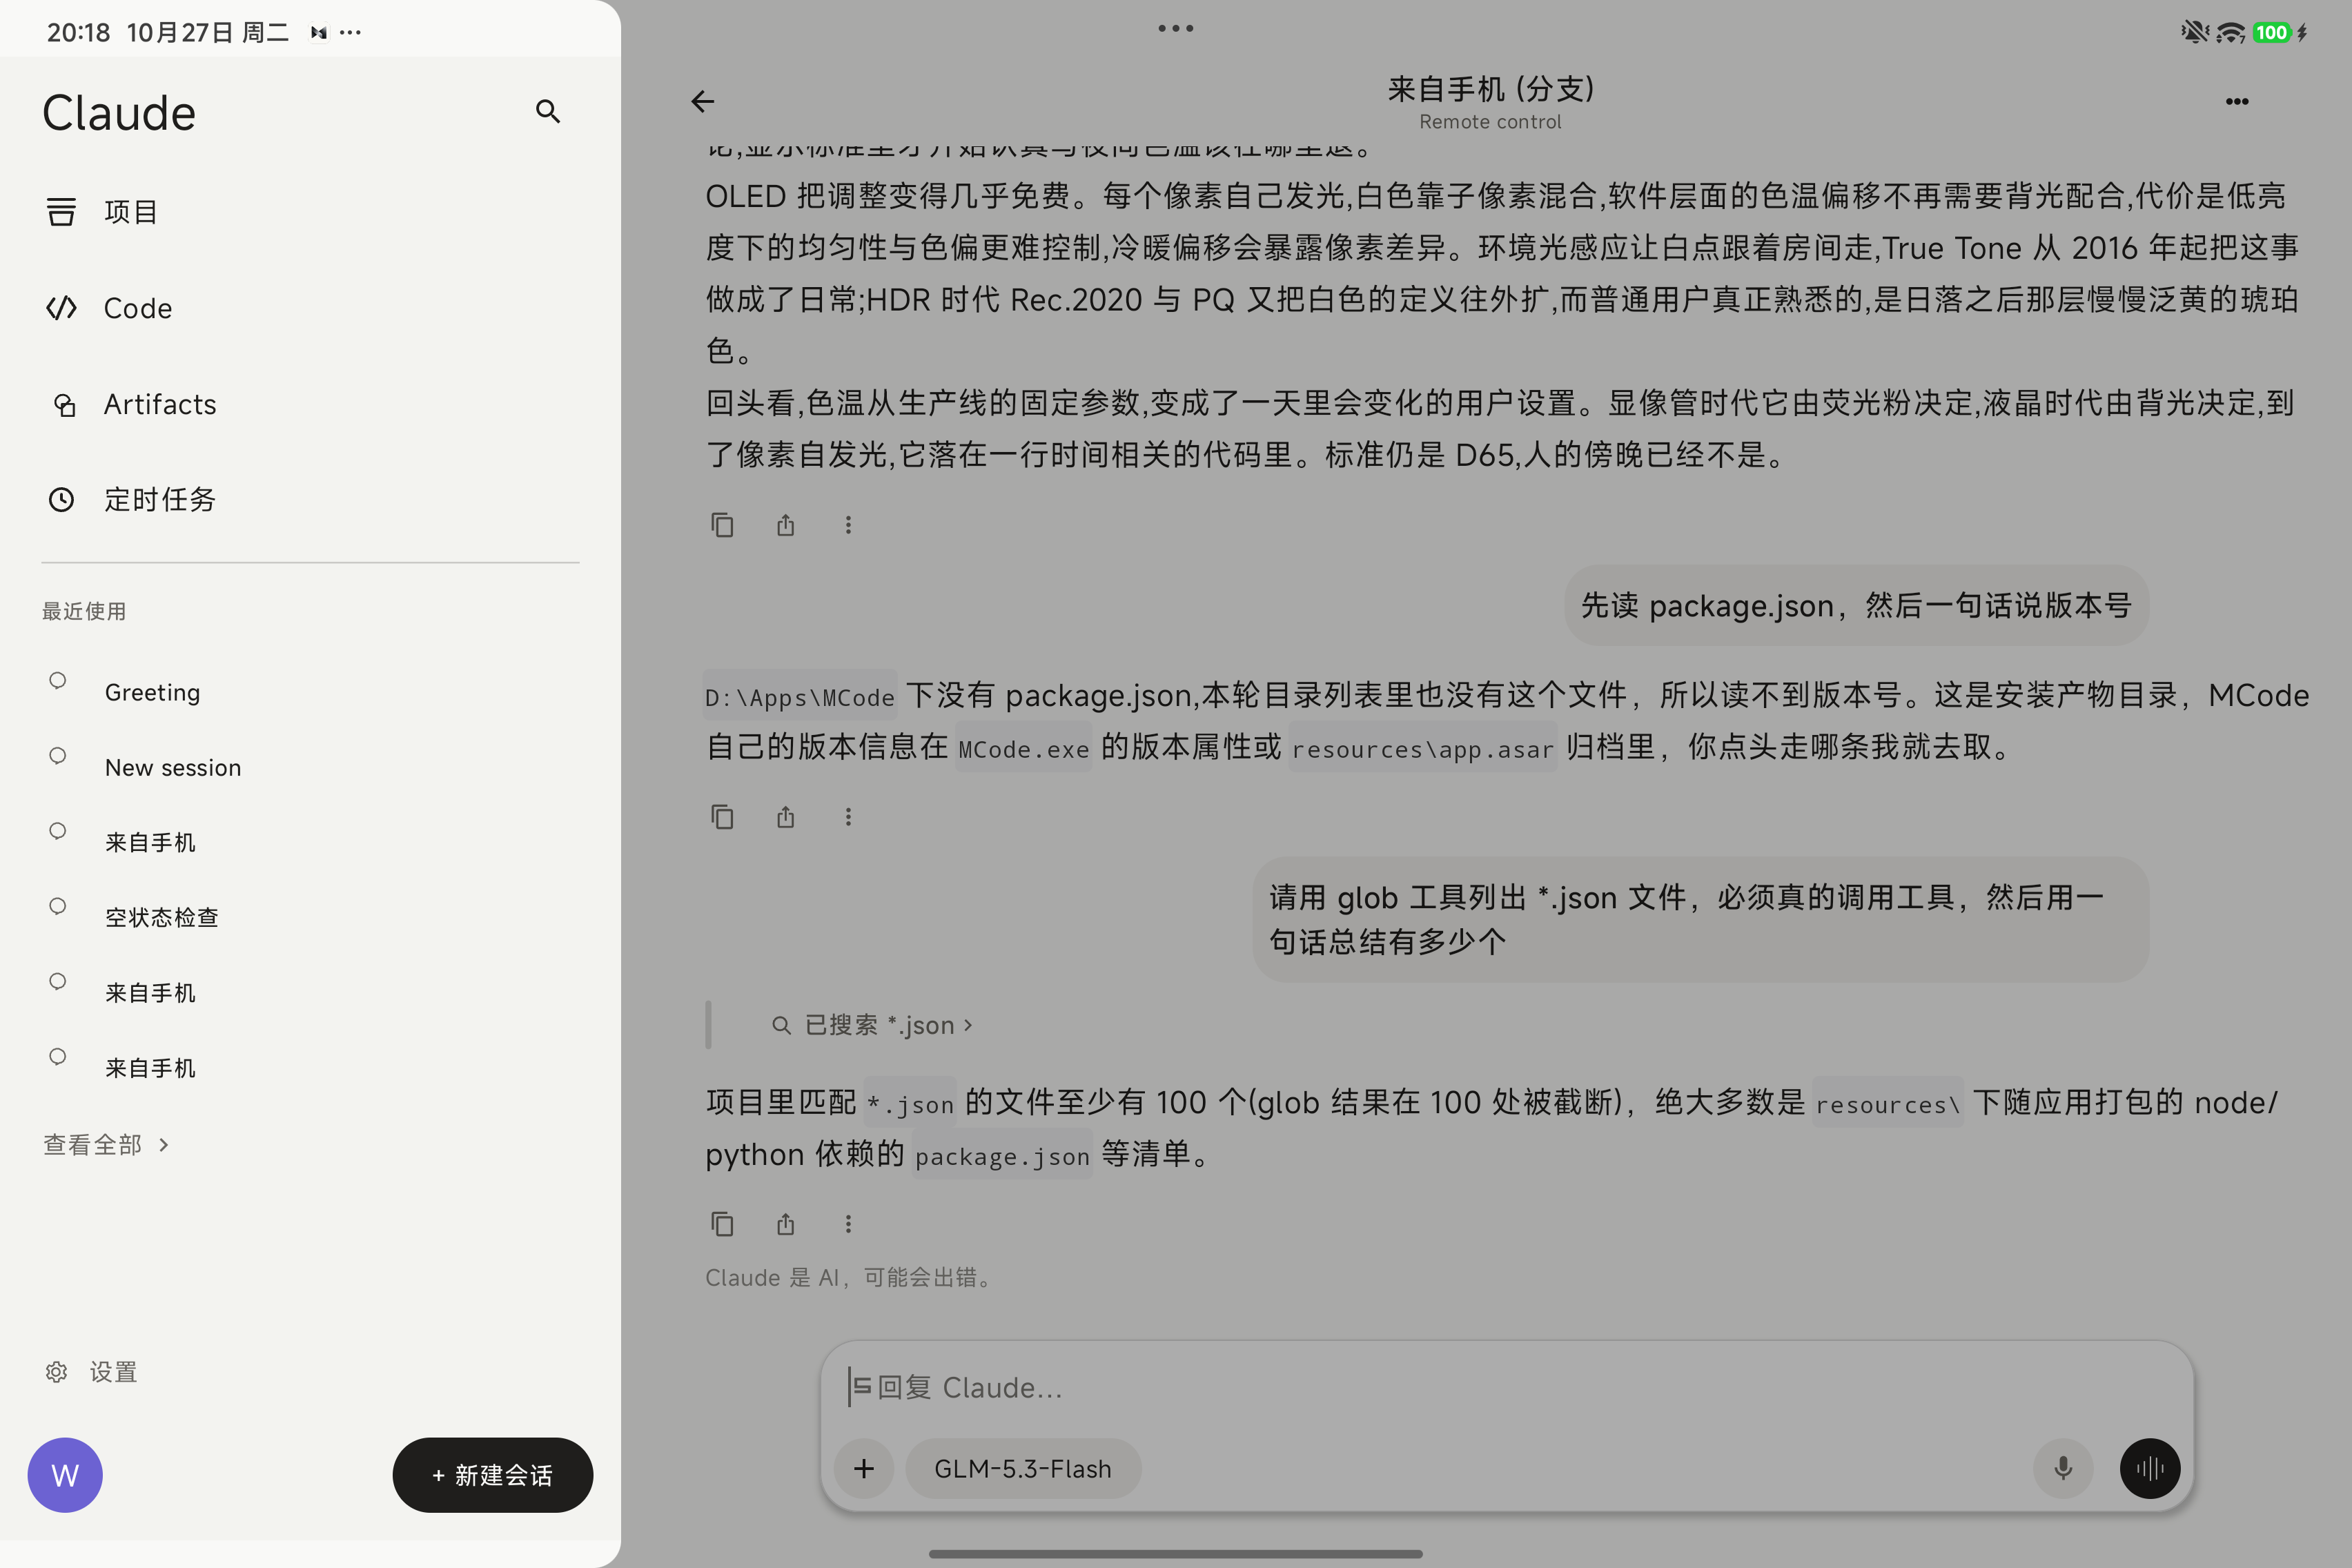 20:18 10月27日 周二 ...
100
Claude
项目
Code
Artifacts
定时任务
最近使用
Greeting
New session
来自手机
空状态检查
来自手机
来自手机
查看全部 >
设置
W
+ 新建会话
来自手机 (分支)
Remote control
论,显示标准里才开始认真写夜间色温该往哪里退。
OLED 把调整变得几乎免费。每个像素自己发光,白色靠子像素混合,软件层面的色温偏移不再需要背光配合,代价是低亮
度下的均匀性与色偏更难控制,冷暖偏移会暴露像素差异。环境光感应让白点跟着房间走,True Tone 从 2016 年起把这事
做成了日常;HDR 时代 Rec.2020 与 PQ 又把白色的定义往外扩,而普通用户真正熟悉的,是日落之后那层慢慢泛黄的琥珀
色。
回头看,色温从生产线的固定参数,变成了一天里会变化的用户设置。显像管时代它由荧光粉决定,液晶时代由背光决定,到
了像素自发光,它落在一行时间相关的代码里。标准仍是 D65,人的傍晚已经不是。
先读 package.json，然后一句话说版本号
D:\Apps\MCode 下没有 package.json,本轮目录列表里也没有这个文件，所以读不到版本号。这是安装产物目录，MCode
自己的版本信息在 MCode.exe 的版本属性或 resources\app.asar 归档里，你点头走哪条我就去取。
请用 glob 工具列出 *.json 文件，必须真的调用工具，然后用一
句话总结有多少个
已搜索 *.json >
项目里匹配 *.json 的文件至少有 100 个(glob 结果在 100 处被截断)，绝大多数是 resources\ 下随应用打包的 node/
python 依赖的 package.json 等清单。
Claude 是 AI，可能会出错。
回复 Claude...
+ GLM-5.3-Flash